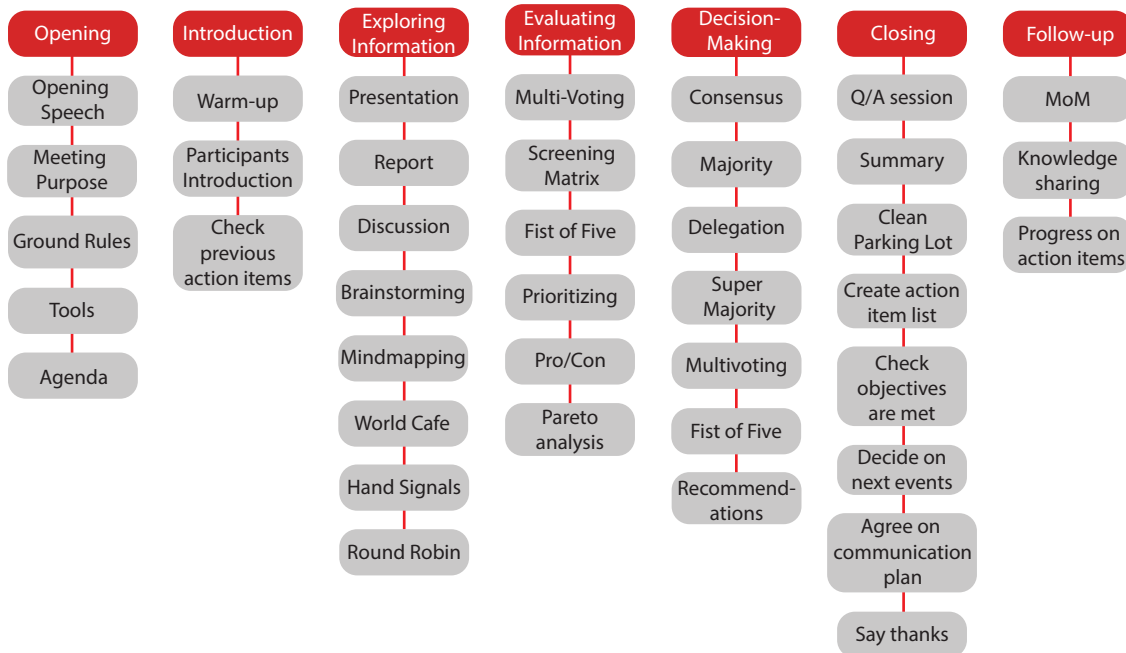 Opening
Opening
Speech
Meeting
Purpose
Ground Rules
Tools
Agenda
Introduction
Warm-up
Participants
Introduction
Check
previous
action items
Exploring
Information
Presentation
Report
Discussion
Brainstorming
Mindmapping
World Cafe
Hand Signals
Round Robin
Evaluating
Information
Multi-Voting
Screening
Matrix
Fist of Five
Prioritizing
Pro/Con
Pareto
analysis
Decision-
Making
Consensus
Majority
Delegation
Super
Majority
Multivoting
Fist of Five
Recommend-
ations
Closing
Q/A session
Summary
Clean
Parking Lot
Create action
item list
Check
objectives
are met
Decide on
next events
Agree on
communication
plan
Say thanks
Follow-up
MoM
Knowledge
sharing
Progress on
action items